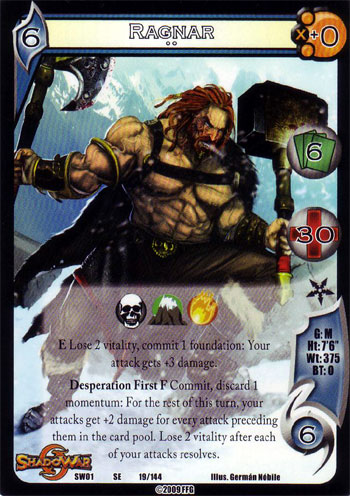 6
RAGNAR
X+0
6
30
E Lose 2 vitality, commit 1 foundation: Your
attack gets +3 damage.
Desperation First F Commit, discard 1
momentum: For the rest of this turn, your
attacks get +2 damage for every attack preceding
them in the card pool. Lose 2 vitality after each
of your attacks resolves.
G: M
Ht: 7'6"
Wt: 375
BT: 0
6
SHADOWAR
SW01 SE 19/144 Illus. Germán Nóbile
©2009 FFG